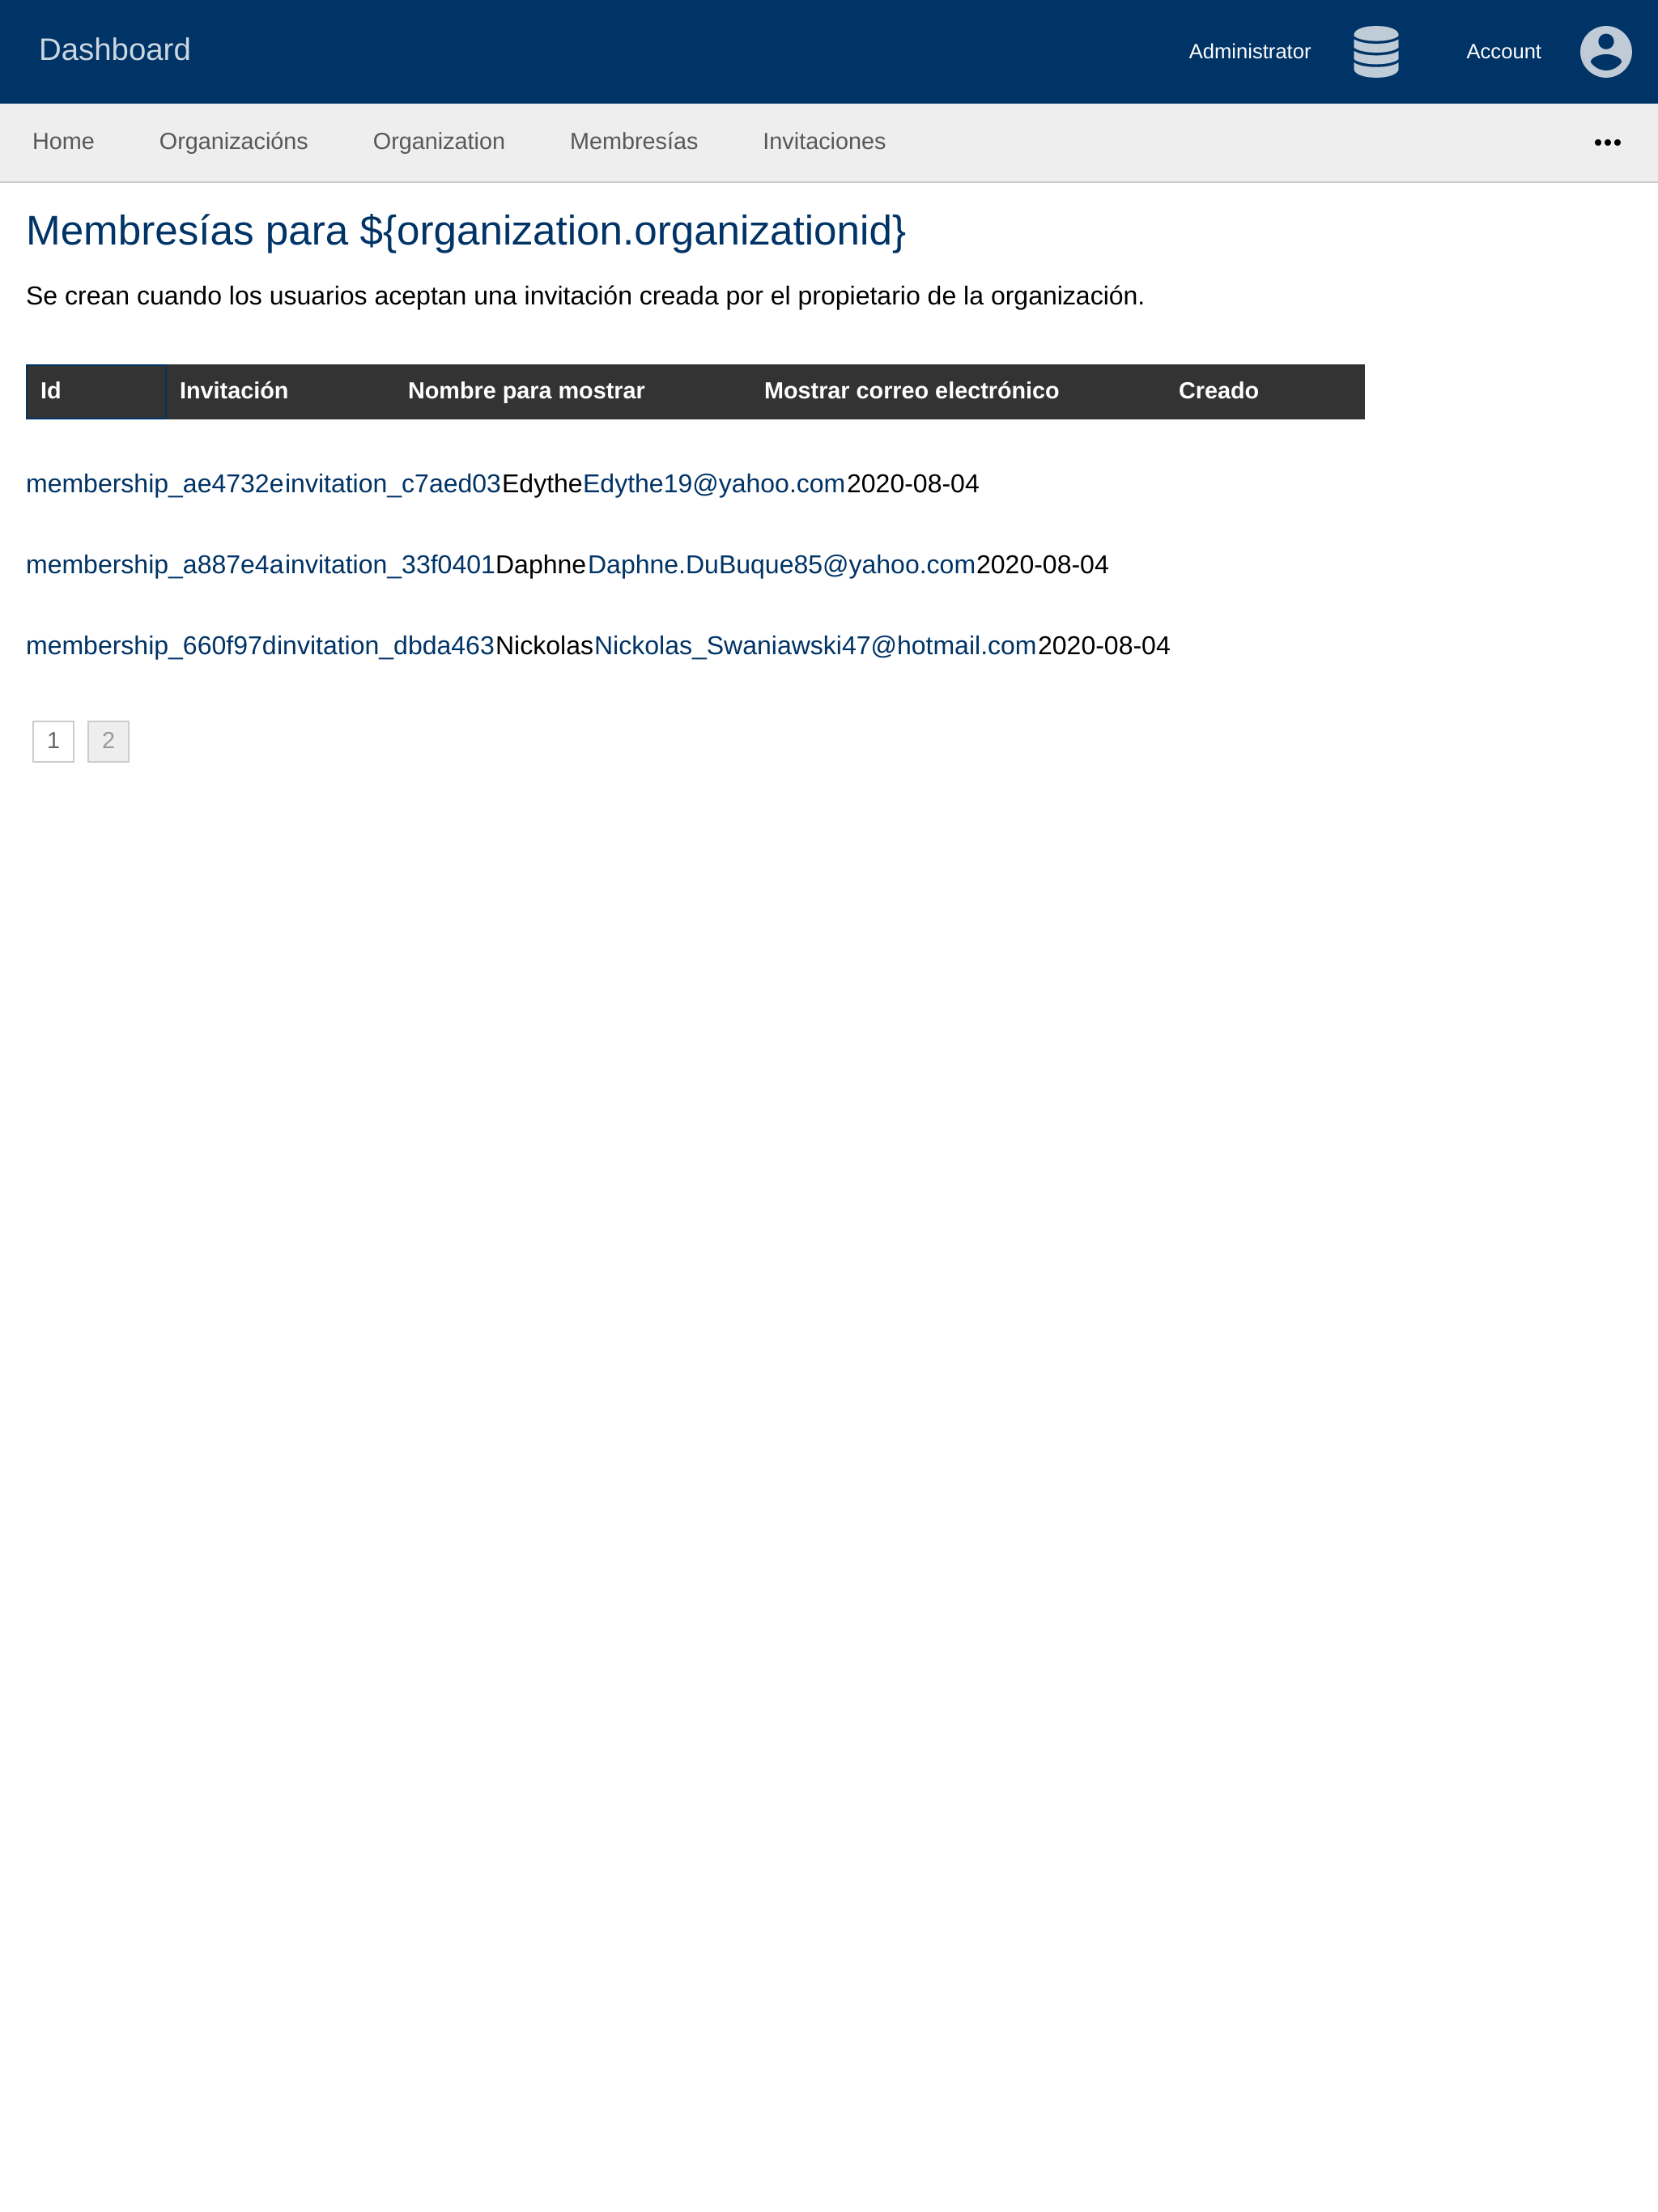 Dashboard Administrator Account
Home Organizacións Organization Membresías Invitaciones
Membresías para ${organization.organizationid}
Se crean cuando los usuarios aceptan una invitación creada por el propietario de la organización.
Id Invitación Nombre para mostrar Mostrar correo electrónico Creado
membership_ae4732einvitation_c7aed03EdytheEdythe19@yahoo.com2020-08-04
membership_a887e4ainvitation_33f0401DaphneDaphne.DuBuque85@yahoo.com2020-08-04
membership_660f97dinvitation_dbda463NickolasNickolas_Swaniawski47@hotmail.com2020-08-04
1 2